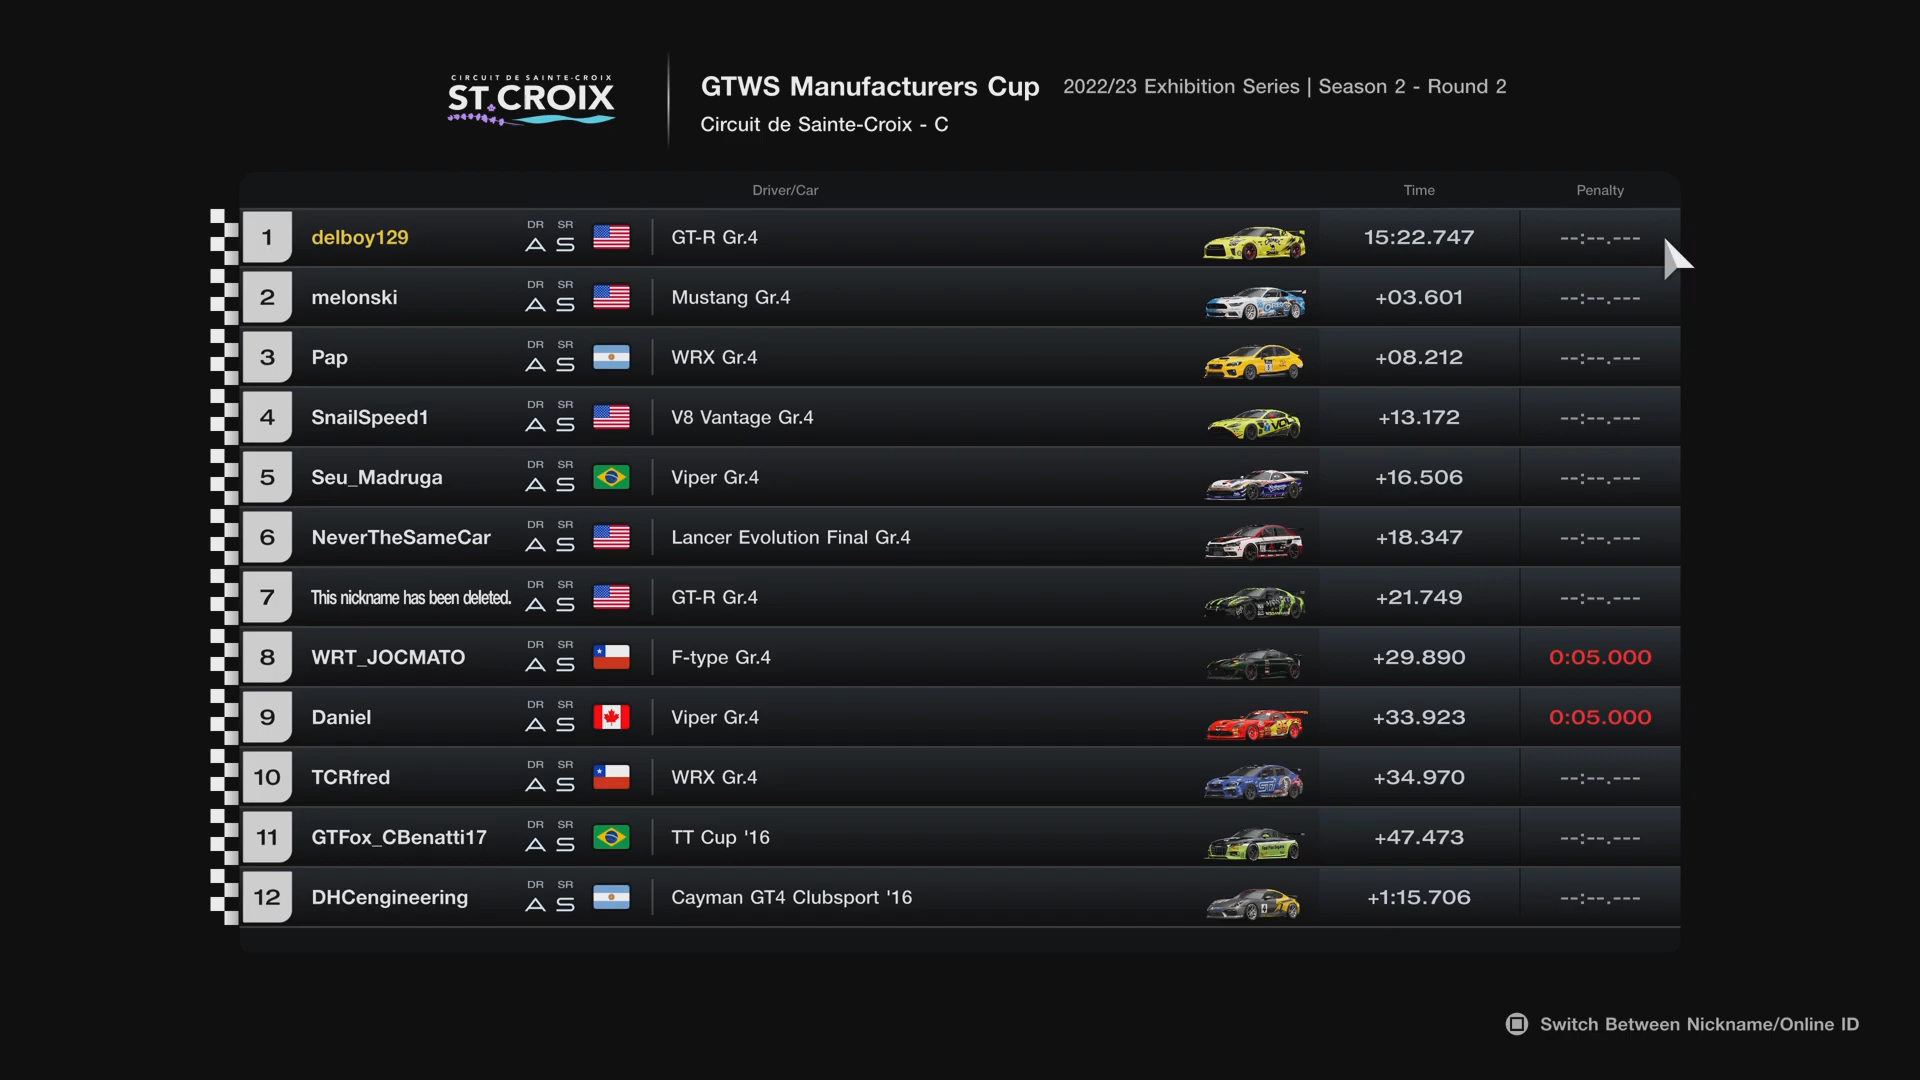 CIRCUIT DE SAINTE-CROIX
ST.CROIX
GTWS Manufacturers Cup 2022/23 Exhibition Series | Season 2 - Round 2
Circuit de Sainte-Croix - C
Driver/Car Time Penalty
1 delboy129 DR A SR S GT-R Gr.4 15:22.747 --:--.---
2 melonski DR A SR S Mustang Gr.4 +03.601 --:--.---
3 Pap DR A SR S WRX Gr.4 +08.212 --:--.---
4 SnailSpeed1 DR A SR S V8 Vantage Gr.4 +13.172 --:--.---
5 Seu_Madruga DR A SR S Viper Gr.4 +16.506 --:--.---
6 NeverTheSameCar DR A SR S Lancer Evolution Final Gr.4 +18.347 --:--.---
7 This nickname has been deleted. DR A SR S GT-R Gr.4 +21.749 --:--.---
8 WRT_JOCMATO DR A SR S F-type Gr.4 +29.890 0:05.000
9 Daniel DR A SR S Viper Gr.4 +33.923 0:05.000
10 TCRfred DR A SR S WRX Gr.4 +34.970 --:--.---
11 GTFox_CBenatti17 DR A SR S TT Cup '16 +47.473 --:--.---
12 DHCengineering DR A SR S Cayman GT4 Clubsport '16 +1:15.706 --:--.---
Switch Between Nickname/Online ID